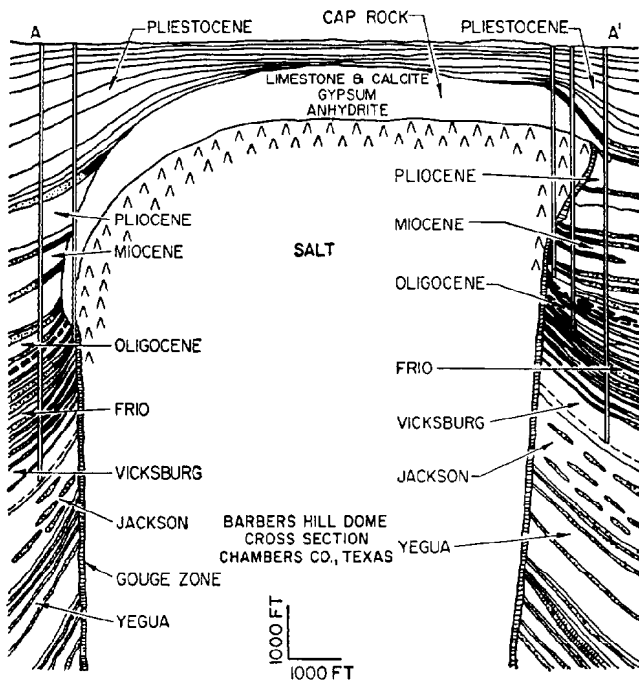 A
PLIESTOCENE
CAP ROCK
PLIESTOCENE
A'
LIMESTONE & CALCITE
GYPSUM
ANHYDRITE
PLIOCENE
PLIOCENE
MIOCENE
MIOCENE
SALT
OLIGOCENE
OLIGOCENE
FRIO
FRIO
VICKSBURG
VICKSBURG
JACKSON
JACKSON
BARBERS HILL DOME
CROSS SECTION
CHAMBERS CO., TEXAS
YEGUA
GOUGE ZONE
YEGUA
1000 FT
1000 FT